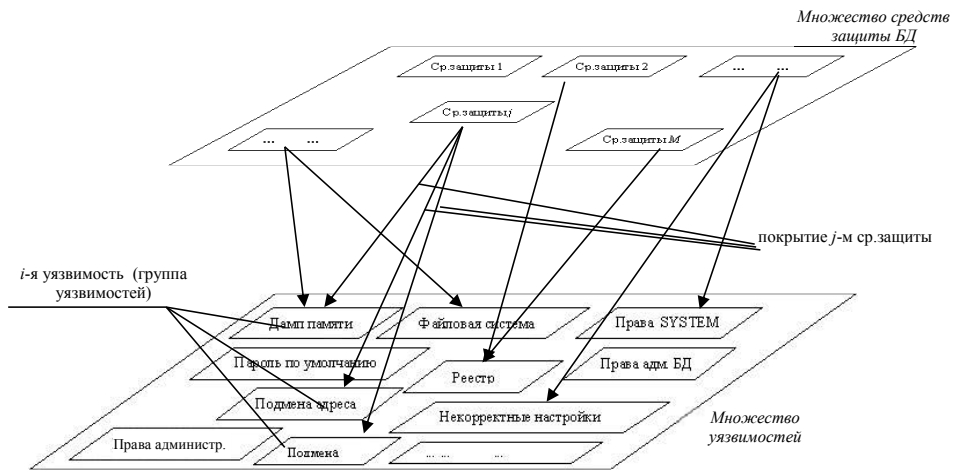 Множество средств
защиты БД
Ср.защиты 1
Ср.защиты 2
... ...
Ср.защиты j
... ...
Ср.защиты М
покрытие j-м ср.защиты
i-я уязвимость (группа
уязвимостей)
Дамп памяти
Файловая система
Права SYSTEM
Пароль по умолчанию
Реестр
Права адм. БД
Подмена адреса
Некорректные настройки
Множество
уязвимостей
Права администр.
Подмена
... ... ...